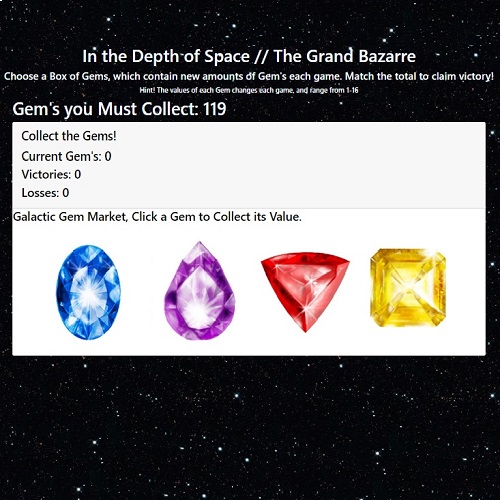 In the Depth of Space // The Grand Bazarre
Choose a Box of Gems, which contain new amounts of Gem's each game. Match the total to claim victory!
Hint! The values of each Gem changes each game, and range from 1-16
Gem's you Must Collect: 119
Collect the Gems!
Current Gem's: 0
Victories: 0
Losses: 0
Galactic Gem Market, Click a Gem to Collect its Value.